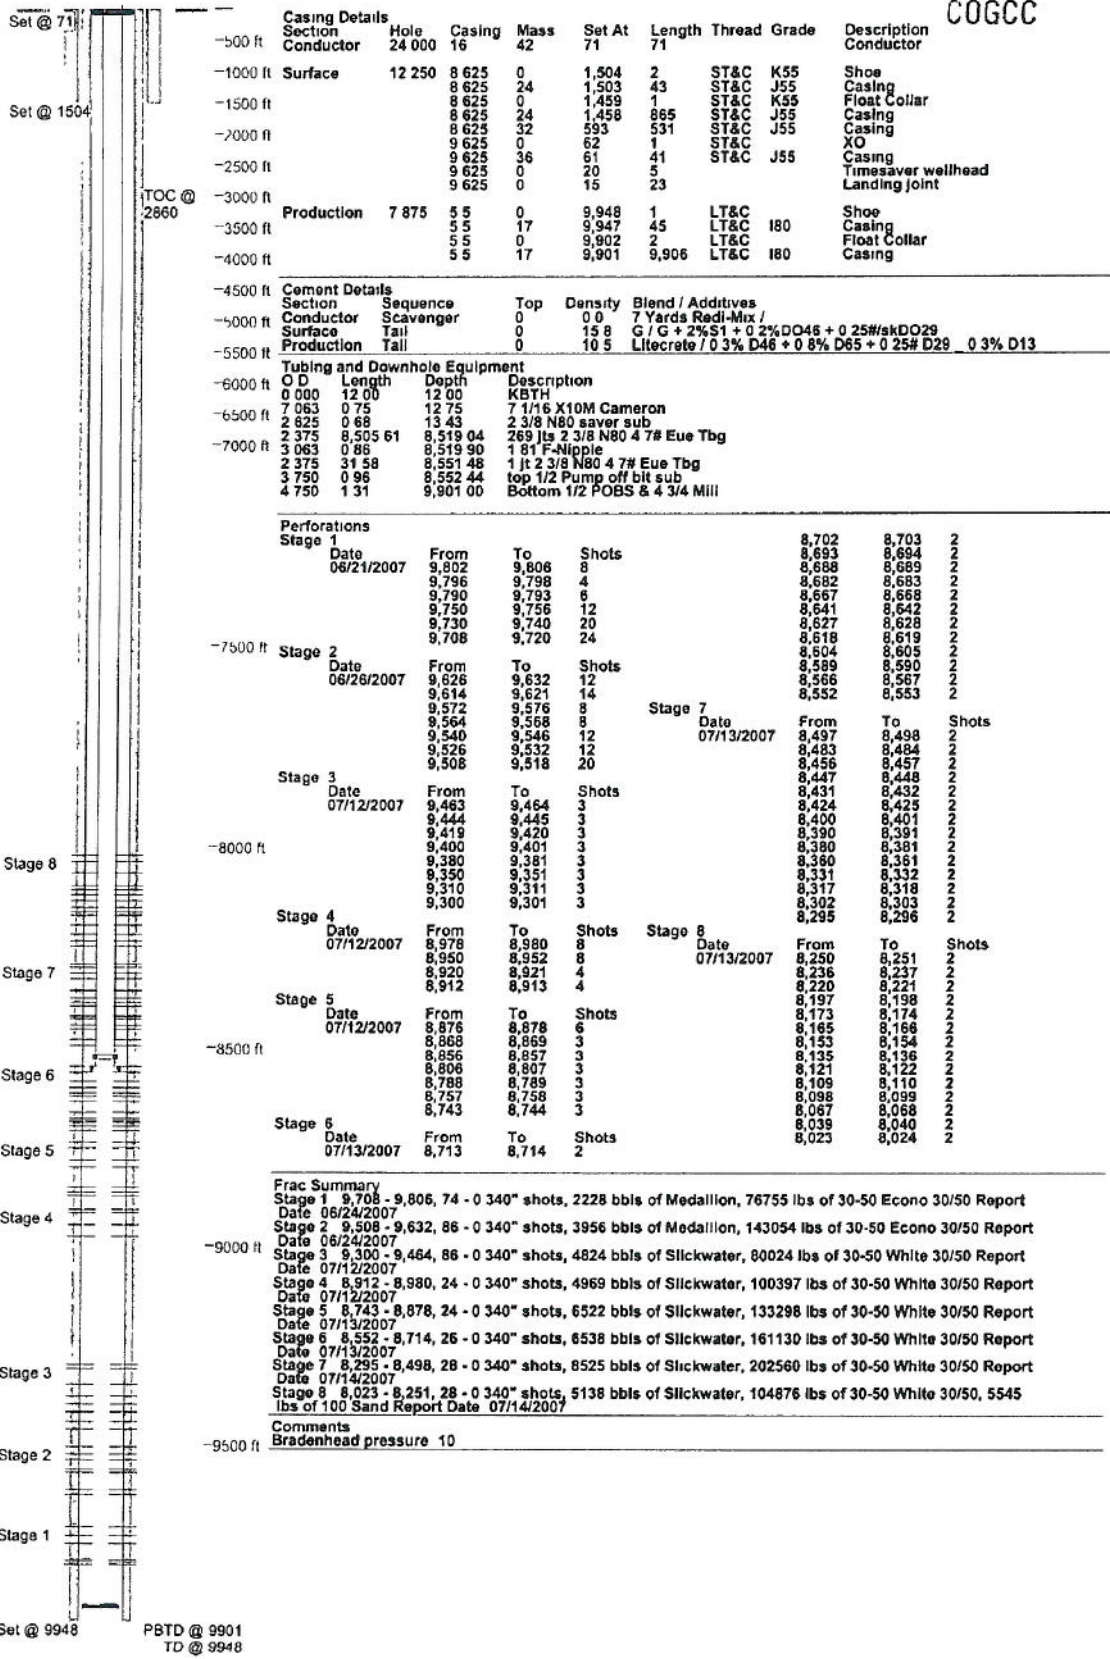 COGCC
Set @ 71
Set @ 1504
TOC @
2860
Stage 8
Stage 7
Stage 6
Stage 5
Stage 4
Stage 3
Stage 2
Stage 1
Set @ 9948
PBTD @ 9901
TD @ 9948
-500 ft
-1000 ft
-1500 ft
-2000 ft
-2500 ft
-3000 ft
-3500 ft
-4000 ft
-4500 ft
-5000 ft
-5500 ft
-6000 ft
-6500 ft
-7000 ft
-7500 ft
-8000 ft
-8500 ft
-9000 ft
-9500 ft
Casing Details
Section Hole Casing Mass Set At Length Thread Grade Description
Conductor 24 000 16 42 71 71 Conductor
Surface 12 250 8 625 0 1,504 2 ST&C K55 Shoe
8 625 24 1,503 43 ST&C J55 Casing
8 625 0 1,459 1 ST&C K55 Float Collar
8 625 24 1,458 865 ST&C J55 Casing
8 625 32 593 531 ST&C J55 Casing
9 625 0 62 1 ST&C XO
9 625 36 61 41 ST&C J55 Casing
9 625 0 20 5 Timesaver wellhead
9 625 0 15 23 Landing joint
Production 7 875 5 5 0 9,948 1 LT&C Shoe
5 5 17 9,947 45 LT&C I80 Casing
5 5 0 9,902 2 LT&C Float Collar
5 5 17 9,901 9,906 LT&C I80 Casing
Cement Details
Section Sequence Top Density Blend / Additives
Conductor Scavenger 0 0 0 7 Yards Redi-Mix /
Surface Tail 0 15 8 G / G + 2%S1 + 0 2%DO46 + 0 25#/skDO29
Production Tail 0 10 5 Litecrete / 0 3% D46 + 0 8% D65 + 0 25# D29 0 3% D13
Tubing and Downhole Equipment
O D Length Depth Description
0 000 12 00 12 00 KBTH
7 063 0 75 12 75 7 1/16 X10M Cameron
2 625 0 68 13 43 2 3/8 N80 saver sub
2 375 8,505 61 8,519 04 269 jts 2 3/8 N80 4 7# Eue Tbg
3 063 0 86 8,519 90 1 81 F-Nipple
2 375 31 58 8,551 48 1 jt 2 3/8 N80 4 7# Eue Tbg
3 750 0 96 8,552 44 top 1/2 Pump off bit sub
4 750 1 31 9,901 00 Bottom 1/2 POBS & 4 3/4 Mill
Perforations
Stage 1
Date From To Shots
06/21/2007 9,802 9,806 8
9,796 9,798 4
9,790 9,793 6
9,750 9,756 12
9,730 9,740 20
9,708 9,720 24
Stage 2
Date From To Shots
06/26/2007 9,626 9,632 12
9,614 9,621 14
9,572 9,576 8
9,564 9,568 8
9,540 9,546 12
9,526 9,532 12
9,508 9,518 20
Stage 3
Date From To Shots
07/12/2007 9,463 9,464 3
9,444 9,445 3
9,419 9,420 3
9,400 9,401 3
9,380 9,381 3
9,350 9,351 3
9,310 9,311 3
9,300 9,301 3
Stage 4
Date From To Shots
07/12/2007 8,978 8,980 8
8,950 8,952 8
8,920 8,921 4
8,912 8,913 4
Stage 5
Date From To Shots
07/12/2007 8,876 8,878 6
8,868 8,869 3
8,856 8,857 3
8,806 8,807 3
8,788 8,789 3
8,757 8,758 3
8,743 8,744 3
Stage 6
Date From To Shots
07/13/2007 8,713 8,714 2
8,702 8,703 2
8,693 8,694 2
8,688 8,689 2
8,682 8,683 2
8,667 8,668 2
8,641 8,642 2
8,627 8,628 2
8,618 8,619 2
8,604 8,605 2
8,589 8,590 2
8,566 8,567 2
8,552 8,553 2
Stage 7
Date From To Shots
07/13/2007 8,497 8,498 2
8,483 8,484 2
8,456 8,457 2
8,447 8,448 2
8,431 8,432 2
8,424 8,425 2
8,400 8,401 2
8,390 8,391 2
8,380 8,381 2
8,360 8,361 2
8,331 8,332 2
8,317 8,318 2
8,302 8,303 2
8,295 8,296 2
Stage 8
Date From To Shots
07/13/2007 8,250 8,251 2
8,236 8,237 2
8,220 8,221 2
8,197 8,198 2
8,173 8,174 2
8,165 8,166 2
8,153 8,154 2
8,135 8,136 2
8,121 8,122 2
8,109 8,110 2
8,098 8,099 2
8,067 8,068 2
8,039 8,040 2
8,023 8,024 2
Frac Summary
Stage 1 9,708 - 9,806, 74 - 0 340" shots, 2228 bbls of Medallion, 76755 lbs of 30-50 Econo 30/50 Report
Date 06/24/2007
Stage 2 9,508 - 9,632, 86 - 0 340" shots, 3956 bbls of Medallion, 143054 lbs of 30-50 Econo 30/50 Report
Date 06/24/2007
Stage 3 9,300 - 9,464, 86 - 0 340" shots, 4824 bbls of Slickwater, 80024 lbs of 30-50 White 30/50 Report
Date 07/12/2007
Stage 4 8,912 - 8,980, 24 - 0 340" shots, 4969 bbls of Slickwater, 100397 lbs of 30-50 White 30/50 Report
Date 07/12/2007
Stage 5 8,743 - 8,878, 24 - 0 340" shots, 6522 bbls of Slickwater, 133298 lbs of 30-50 White 30/50 Report
Date 07/13/2007
Stage 6 8,552 - 8,714, 26 - 0 340" shots, 6538 bbls of Slickwater, 161130 lbs of 30-50 White 30/50 Report
Date 07/13/2007
Stage 7 8,295 - 8,498, 28 - 0 340" shots, 8525 bbls of Slickwater, 202560 lbs of 30-50 White 30/50 Report
Date 07/14/2007
Stage 8 8,023 - 8,251, 28 - 0 340" shots, 5138 bbls of Slickwater, 104876 lbs of 30-50 White 30/50, 5545
lbs of 100 Sand Report Date 07/14/2007
Comments
Bradenhead pressure 10